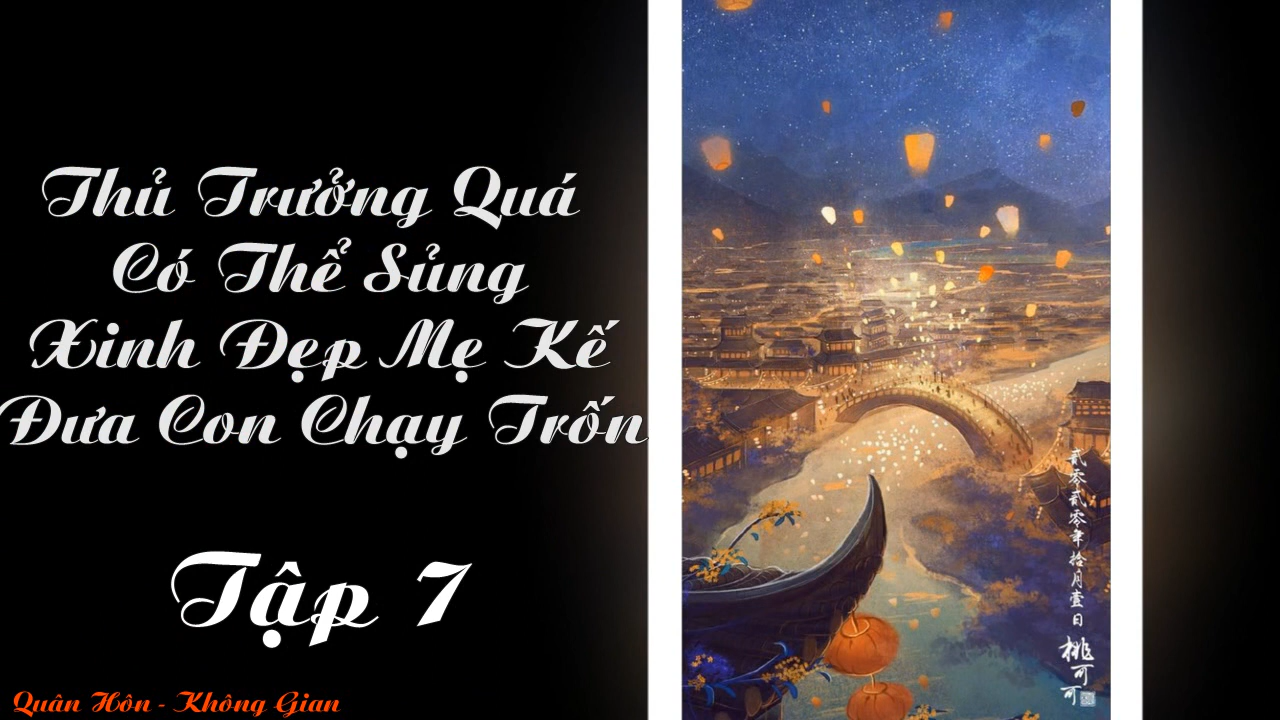 Thủ Trưởng Quá
Có Thể Sủng
Xinh Đẹp Mẹ Kế
Đưa Con Chạy Trốn
Tập 7
Quân Hôn - Không Gian
贰零贰零年拾月壹日
桃可可